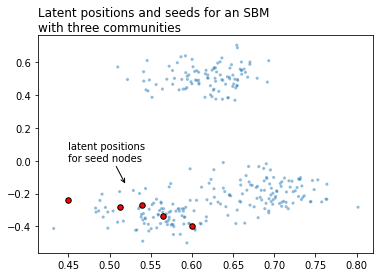 Latent positions and seeds for an SBM
with three communities
0.6
0.4
0.2
0.0
−0.2
−0.4
latent positions
for seed nodes
0.45 0.50 0.55 0.60 0.65 0.70 0.75 0.80